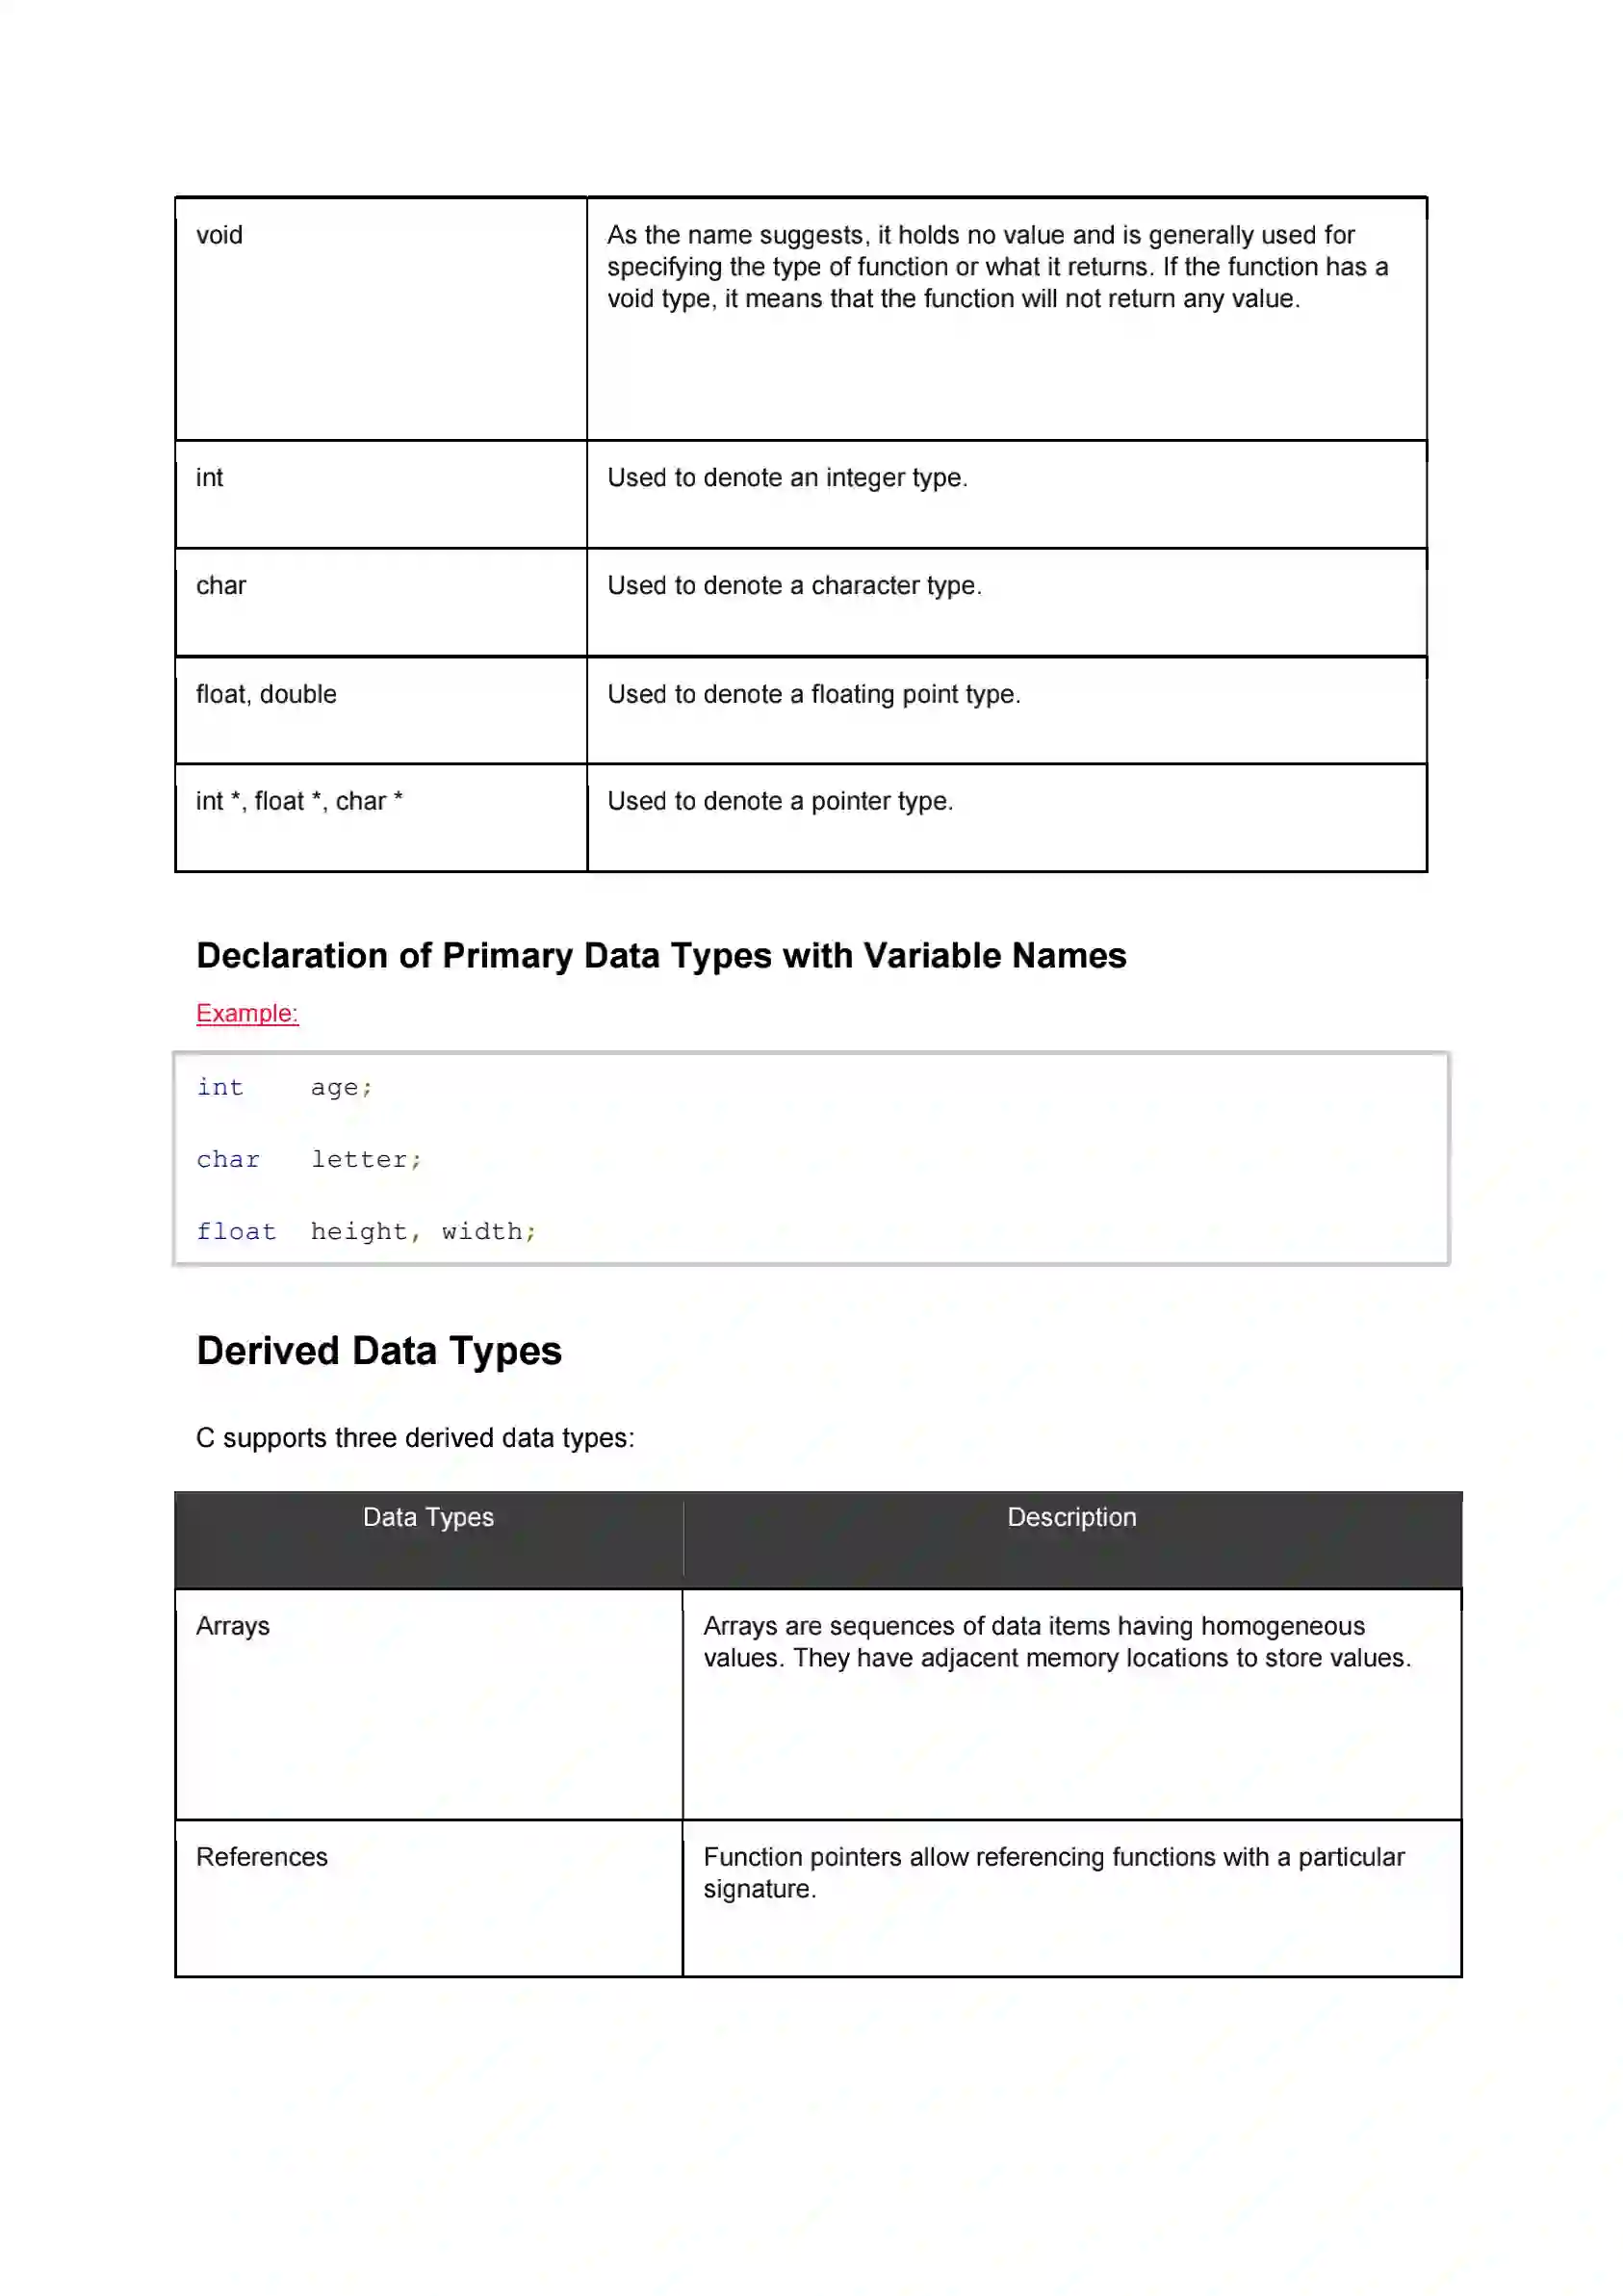 void
As the name suggests, it holds no value and is generally used for
specifying the type of function or what it returns. If the function has a
void type, it means that the function will not return any value.
int
Used to denote an integer type.
char
Used to denote a character type.
float, double
Used to denote a floating point type.
int *, float *, char *
Used to denote a pointer type.
Declaration of Primary Data Types with Variable Names
Example:
int age;
char letter;
float height, width;
Derived Data Types
C supports three derived data types:
Data Types
Description
Arrays
Arrays are sequences of data items having homogeneous
values. They have adjacent memory locations to store values.
References
Function pointers allow referencing functions with a particular
signature.